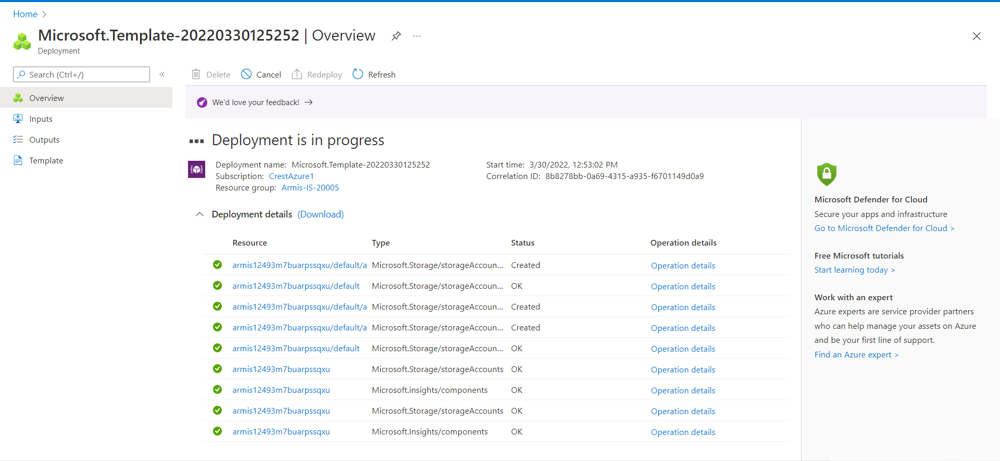 Home
Microsoft.Template-20220330125252 | Overview
Deployment
Search (Ctrl+/)
Overview
Inputs
Outputs
Template
Delete Cancel Redeploy Refresh
We'd love your feedback! →
Deployment is in progress
Deployment name: Microsoft.Template-20220330125252
Subscription: CrestAzure1
Resource group: Armis-IS-20005
Start time: 3/30/2022, 12:53:02 PM
Correlation ID: 8b8278bb-0a69-4315-a935-f6701149d0a9
Deployment details (Download)
Resource Type Status Operation details
armis12493m7buarpssqxu/default/a Microsoft.Storage/storageAccoun... Created Operation details
armis12493m7buarpssqxu/default Microsoft.Storage/storageAccoun... OK Operation details
armis12493m7buarpssqxu/default/a Microsoft.Storage/storageAccoun... Created Operation details
armis12493m7buarpssqxu/default/a Microsoft.Storage/storageAccoun... Created Operation details
armis12493m7buarpssqxu/default Microsoft.Storage/storageAccoun... OK Operation details
armis12493m7buarpssqxu Microsoft.Storage/storageAccounts OK Operation details
armis12493m7buarpssqxu Microsoft.insights/components OK Operation details
armis12493m7buarpssqxu Microsoft.Storage/storageAccounts OK Operation details
armis12493m7buarpssqxu Microsoft.Insights/components OK Operation details
Microsoft Defender for Cloud
Secure your apps and infrastructure
Go to Microsoft Defender for Cloud >
Free Microsoft tutorials
Start learning today >
Work with an expert
Azure experts are service provider partners
who can help manage your assets on Azure
and be your first line of support.
Find an Azure expert >